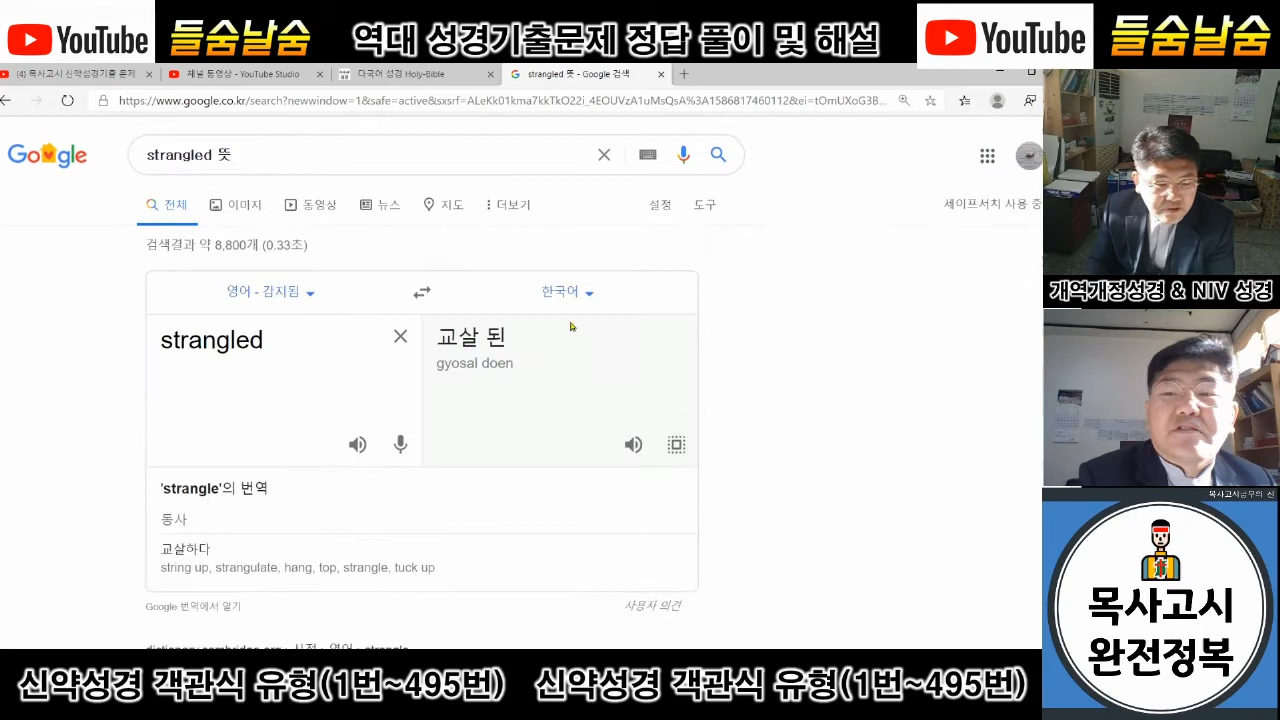 YouTube 들숨날숨 역대 성경기출문제 정답 풀이 및 해설 YouTube 들숨날숨
(4) 목사고시 신약성경기출 문제 채널 동영상 - YouTube Studio 다국어 성경 Holy-Bible strangled 뜻 - Google 검색
https://www.google.co.kr/search?newwindow=1&safe=active&sxsrf=ALeKk01kma7kkTkO22i_4EOUVzA1uMsQsA%3A1586817460112&ei=tOmUXoG3B...
Google strangled 뜻
전체 이미지 동영상 뉴스 지도 더보기 설정 도구 세이프서치 사용 중
검색결과 약 8,800개 (0.33초)
영어 - 감지됨 한국어
strangled 교살 된
gyosal doen
'strangle'의 번역
동사
교살하다
string up, strangulate, hang, top, strangle, tuck up
Google 번역에서 열기 사용자 의견
개역개정성경 & NIV 성경
목사고시공부의 신
목사고시
완전정복
신약성경 객관식 유형(1번~495번) 신약성경 객관식 유형(1번~495번)